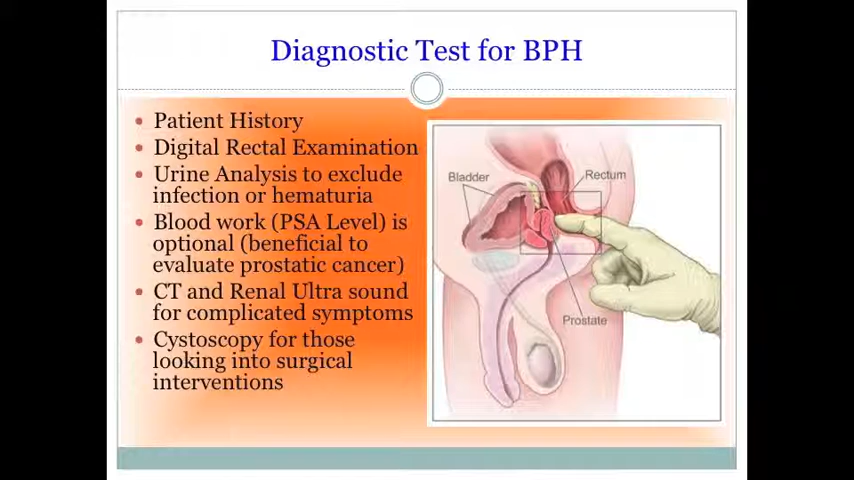 Diagnostic Test for BPH
Patient History
Digital Rectal Examination
Urine Analysis to exclude
infection or hematuria
Blood work (PSA Level) is
optional (beneficial to
evaluate prostatic cancer)
CT and Renal Ultra sound
for complicated symptoms
Cystoscopy for those
looking into surgical
interventions
Bladder
Rectum
Prostate